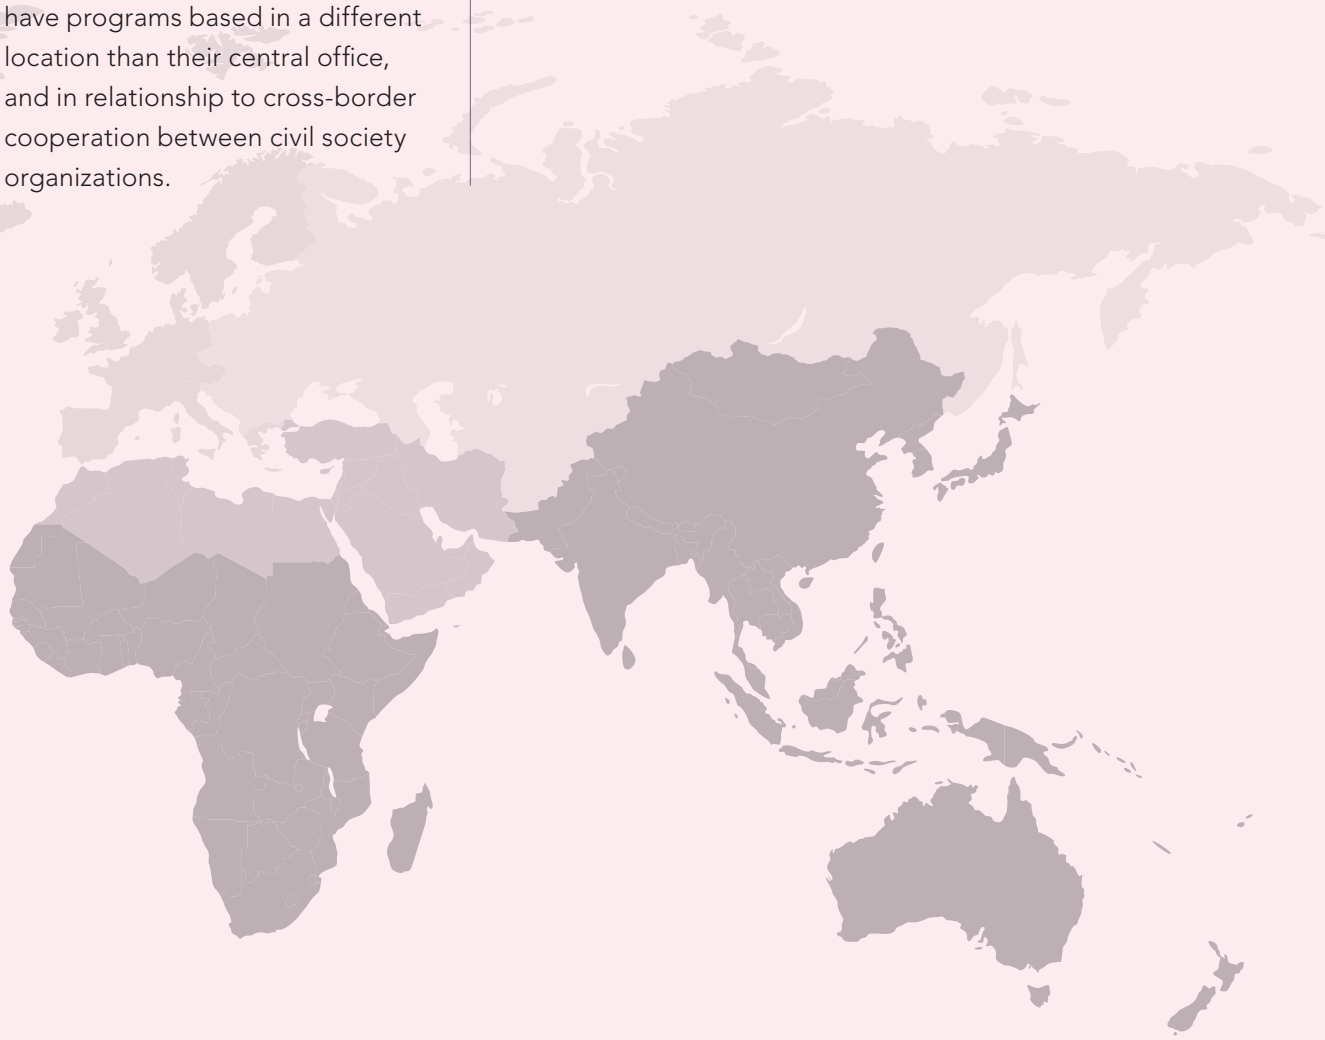 have programs based in a different
location than their central office,
and in relationship to cross-border
cooperation between civil society
organizations.